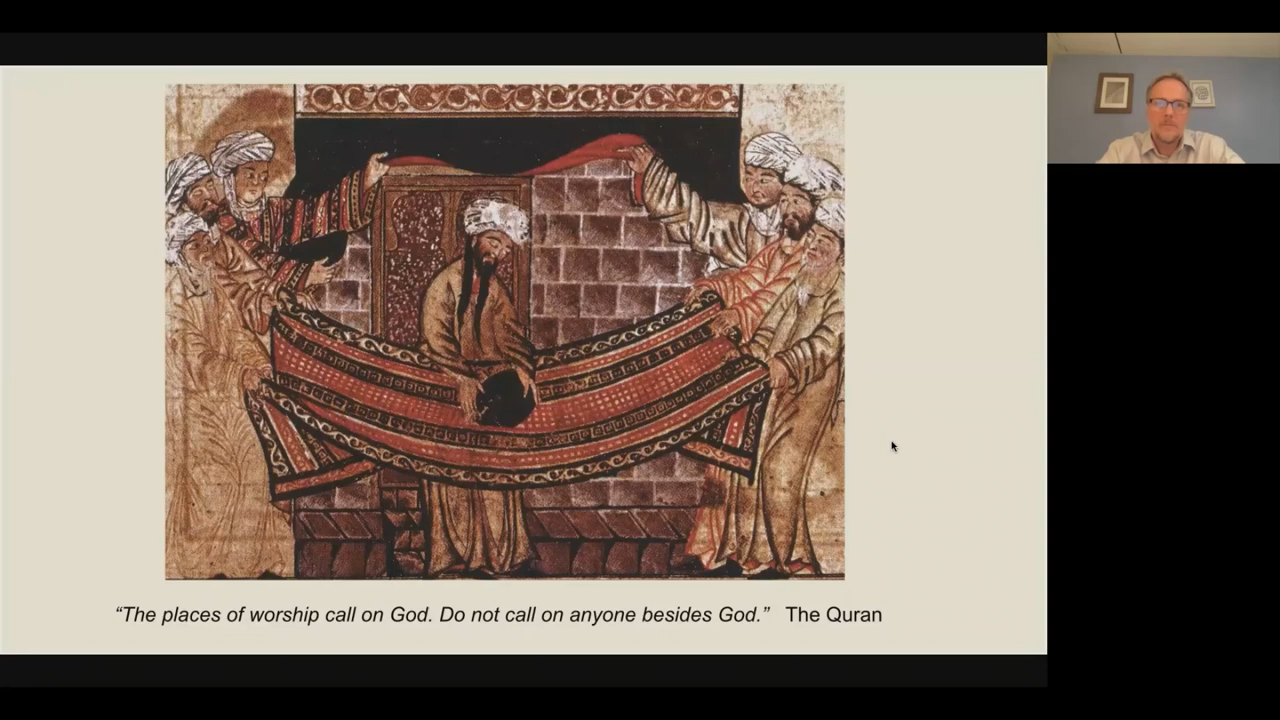 “The places of worship call on God. Do not call on anyone besides God.” The Quran